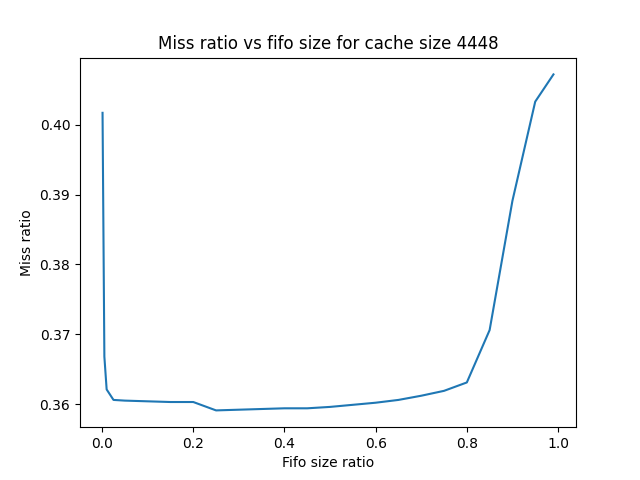 Miss ratio vs fifo size for cache size 4448
0.40
0.39
0.38
0.37
0.36
Miss ratio
0.0 0.2 0.4 0.6 0.8 1.0
Fifo size ratio